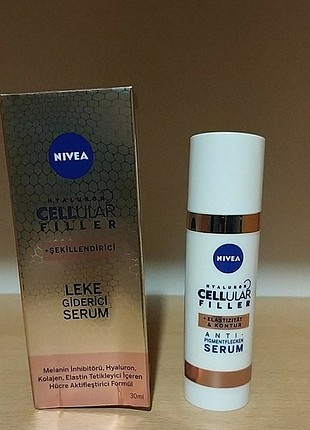 NIVEA
HYALURON
CELLULAR
FILLER
+ŞEKİLLENDİRİCİ
LEKE
GİDERİCİ
SERUM
Melanin İnhibitörü, Hyaluron,
Kolajen, Elastin Tetikleyici İçeren
Hücre Aktifleştirici Formül
30ml
NIVEA
HYALURON
CELLULAR
FILLER
+ ELASTIZITÄT
& KONTUR
ANTI-
PIGMENTFLECKEN
SERUM